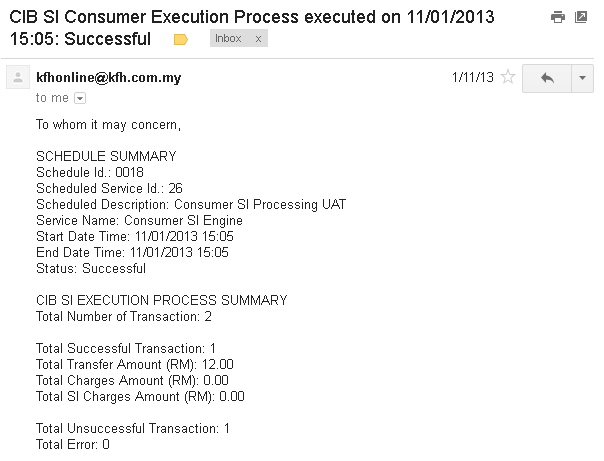 CIB SI Consumer Execution Process executed on 11/01/2013
15:05: Successful Inbox x
kfhonline@kfh.com.my 1/11/13
to me
To whom it may concern,
SCHEDULE SUMMARY
Schedule Id.: 0018
Scheduled Service Id.: 26
Scheduled Description: Consumer SI Processing UAT
Service Name: Consumer SI Engine
Start Date Time: 11/01/2013 15:05
End Date Time: 11/01/2013 15:05
Status: Successful
CIB SI EXECUTION PROCESS SUMMARY
Total Number of Transaction: 2
Total Successful Transaction: 1
Total Transfer Amount (RM): 12.00
Total Charges Amount (RM): 0.00
Total SI Charges Amount (RM): 0.00
Total Unsuccessful Transaction: 1
Total Error: 0